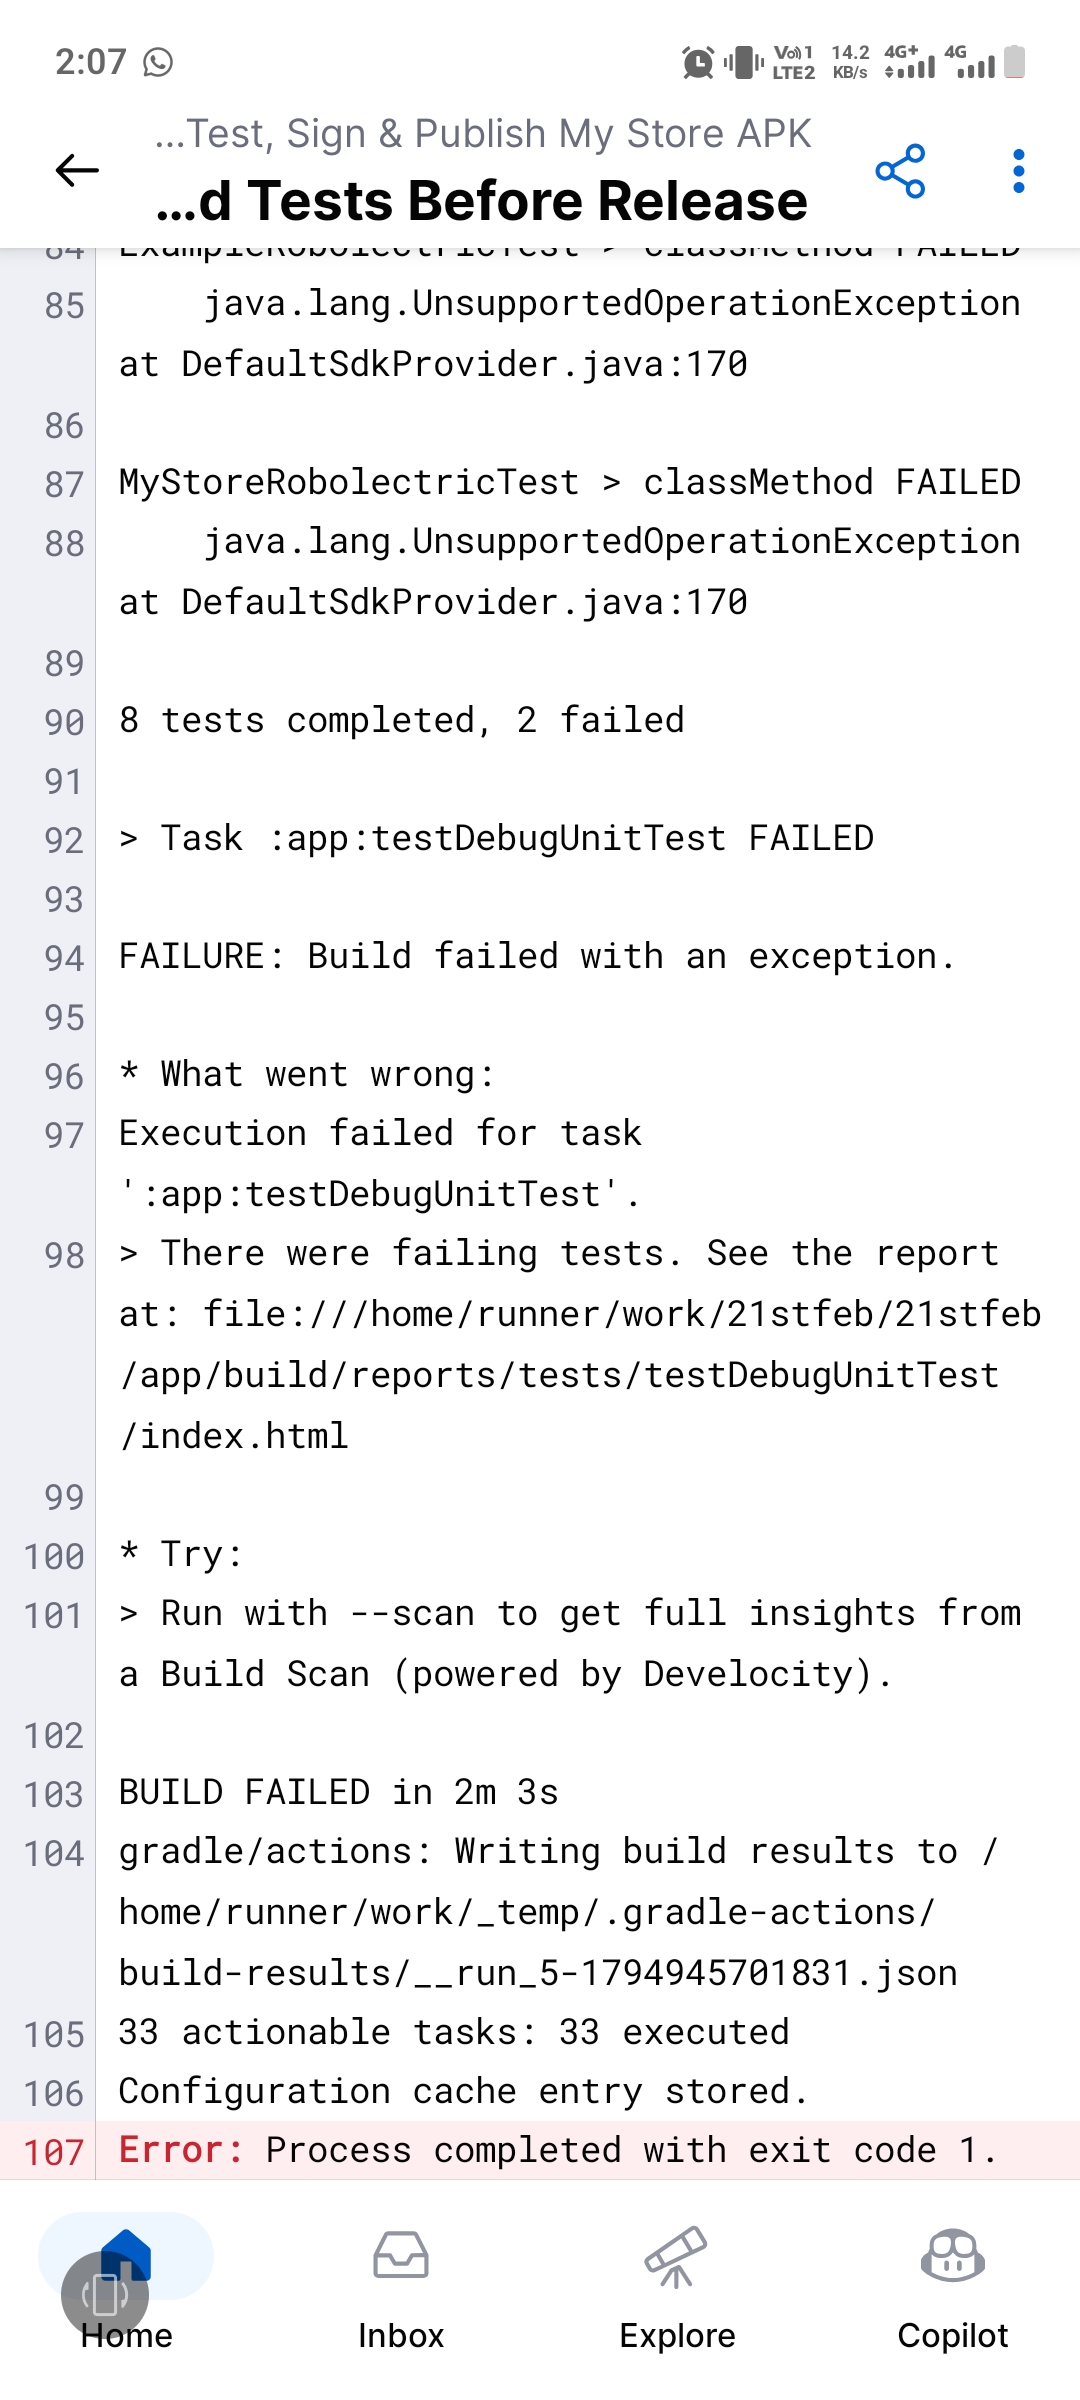 2:07
Vo)) 1
LTE2
14.2
KB/s
4G+
4G
...Test, Sign & Publish My Store APK
...d Tests Before Release
84 ExampleRobolectricTest > classMethod FAILED
85 java.lang.UnsupportedOperationException
at DefaultSdkProvider.java:170
86
87 MyStoreRobolectricTest > classMethod FAILED
88 java.lang.UnsupportedOperationException
at DefaultSdkProvider.java:170
89
90 8 tests completed, 2 failed
91
92 > Task :app:testDebugUnitTest FAILED
93
94 FAILURE: Build failed with an exception.
95
96 * What went wrong:
97 Execution failed for task
':app:testDebugUnitTest'.
98 > There were failing tests. See the report
at: file:///home/runner/work/21stfeb/21stfeb
/app/build/reports/tests/testDebugUnitTest
/index.html
99
100 * Try:
101 > Run with --scan to get full insights from
a Build Scan (powered by Develocity).
102
103 BUILD FAILED in 2m 3s
104 gradle/actions: Writing build results to /
home/runner/work/_temp/.gradle-actions/
build-results/__run_5-1794945701831.json
105 33 actionable tasks: 33 executed
106 Configuration cache entry stored.
107 Error: Process completed with exit code 1.
Home
Inbox
Explore
Copilot